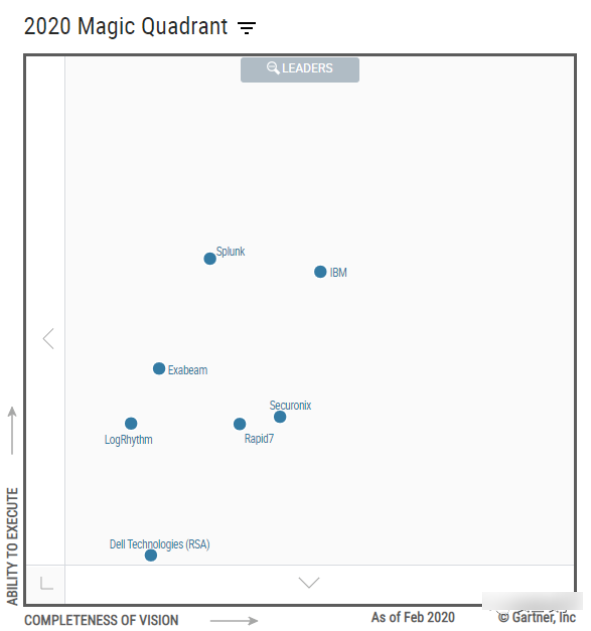 2020 Magic Quadrant
LEADERS
Splunk
IBM
Exabeam
Securonix
LogRhythm
Rapid7
Dell Technologies (RSA)
ABILITY TO EXECUTE
COMPLETENESS OF VISION
As of Feb 2020
© Gartner, Inc